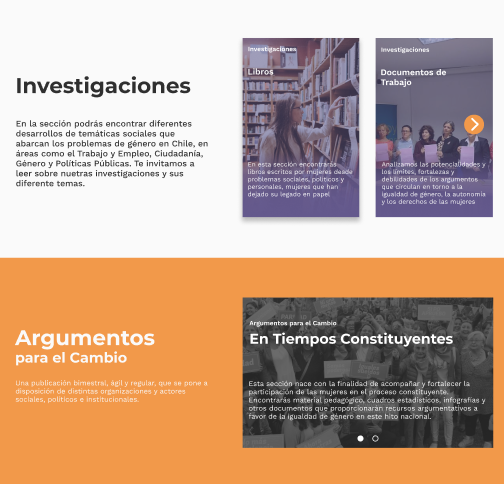 Investigaciones
En la sección podrás encontrar diferentes
desarrollos de temáticas sociales que
abarcan los problemas de género en Chile, en
áreas como el Trabajo y Empleo, Ciudadanía,
Género y Políticas Públicas. Te invitamos a
leer sobre nuetras investigaciones y sus
diferente temas.
Investigaciones
Libros
En esta sección encontrarás
libros escritos por mujeres desde
problemas sociales, políticos y
personales, mujeres que han
dejado su legado en papel
Investigaciones
Documentos de
Trabajo
Analizamos las potencialidades y
los límites, fortalezas y
debilidades de los argumentos
que circulan en torno a la
igualdad de género, la autonomía
y los derechos de las mujeres
Argumentos
para el Cambio
Una publicación bimestral, ágil y regular, que se pone a
disposición de distintas organizaciones y actores
sociales, políticos e institucionales.
Argumentos para el Cambio
En Tiempos Constituyentes
Esta sección nace con la finalidad de acompañar y fortalecer la
participación de las mujeres en el proceso constituyente.
Encontrarás material pedagógico, cuadros estadísticos, infografías y
otros documentos que proporcionarán recursos argumentativos a
favor de la igualdad de género en este hito nacional.